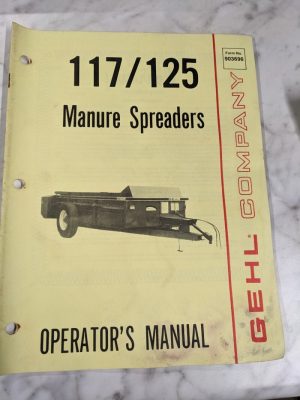 Form No.
903696
117/125
Manure Spreaders
GEHL COMPANY
OPERATOR'S MANUAL